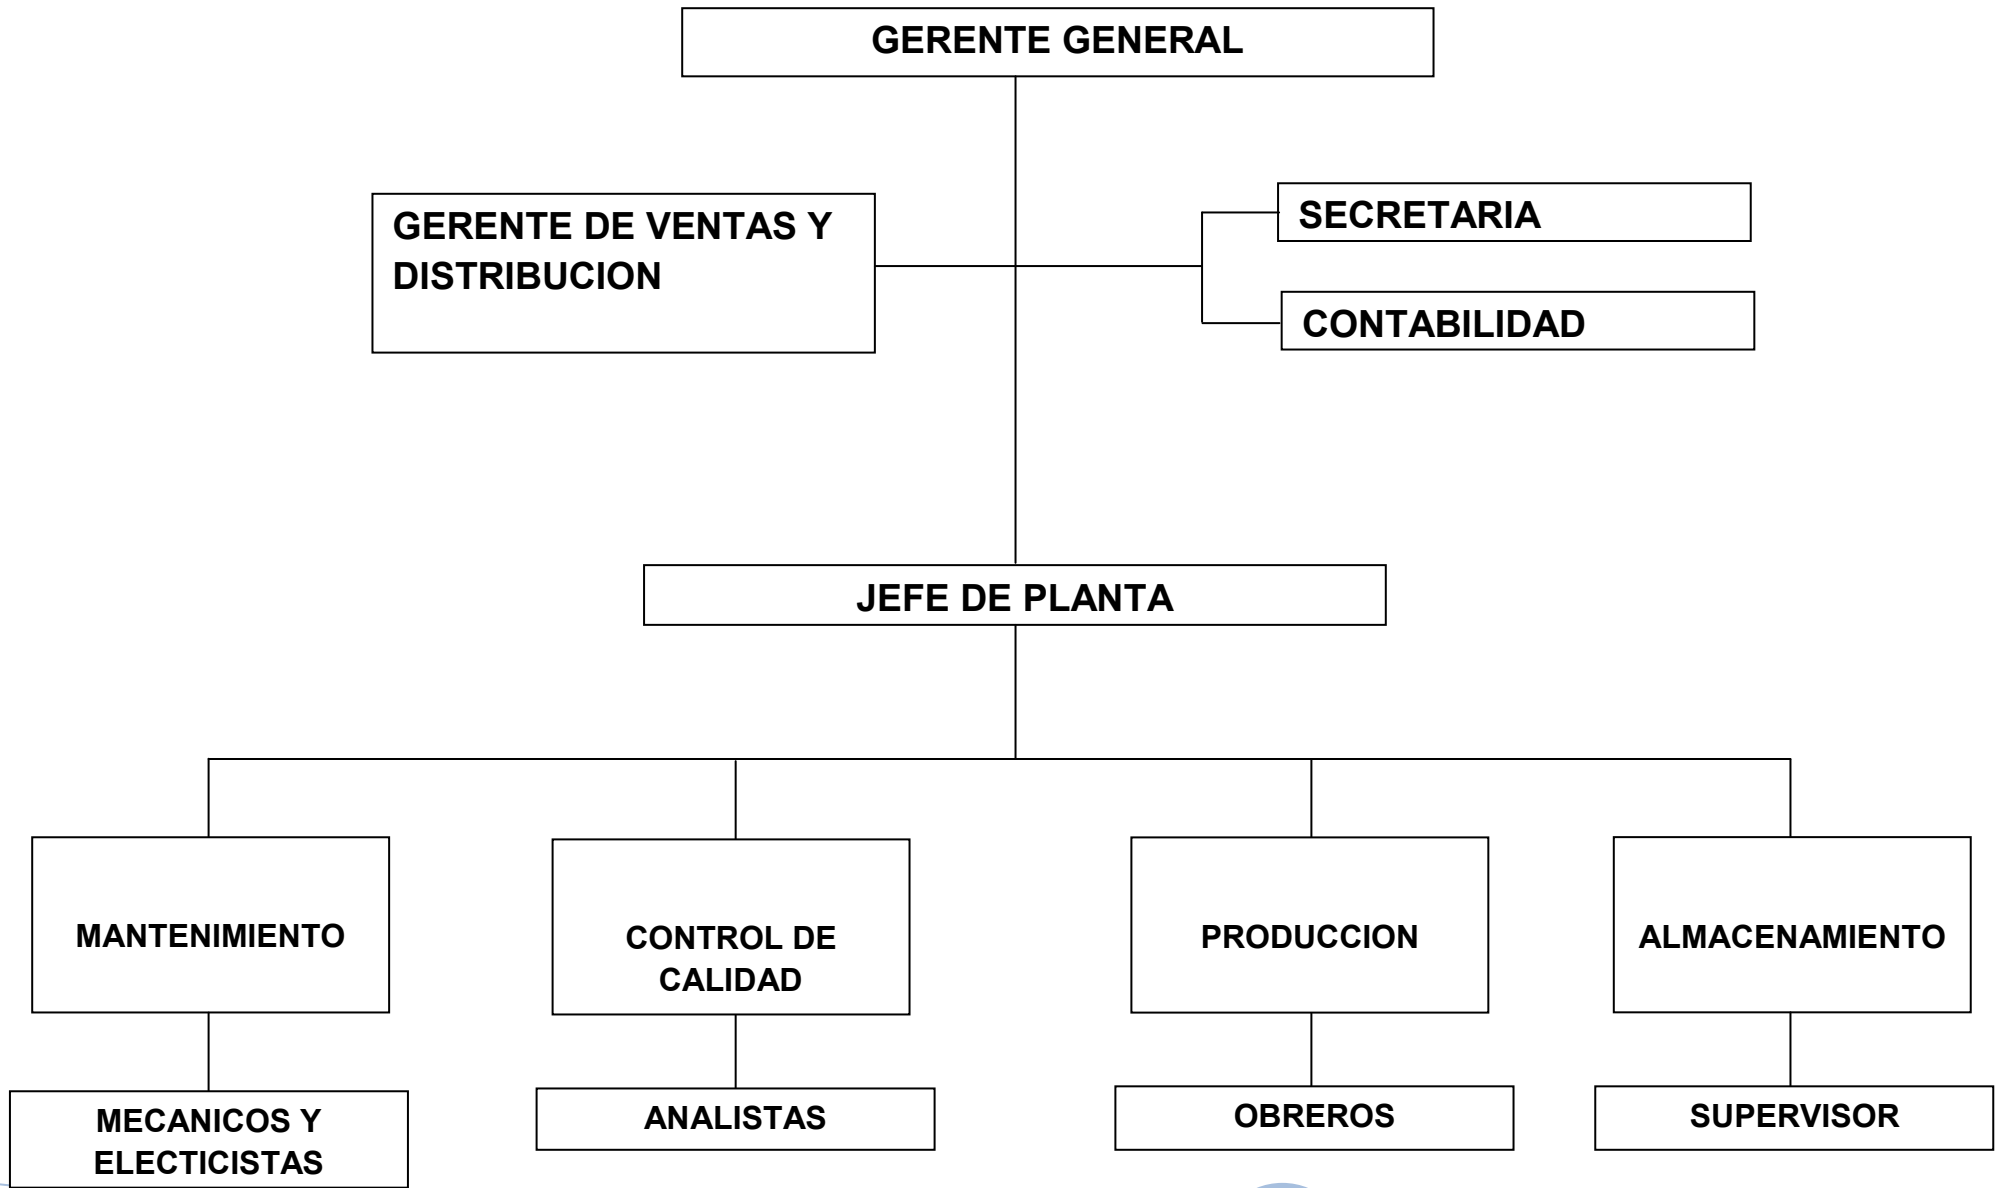 GERENTE GENERAL
GERENTE DE VENTAS Y
DISTRIBUCION
SECRETARIA
CONTABILIDAD
JEFE DE PLANTA
MANTENIMIENTO
CONTROL DE
CALIDAD
PRODUCCION
ALMACENAMIENTO
MECANICOS Y
ELECTICISTAS
ANALISTAS
OBREROS
SUPERVISOR